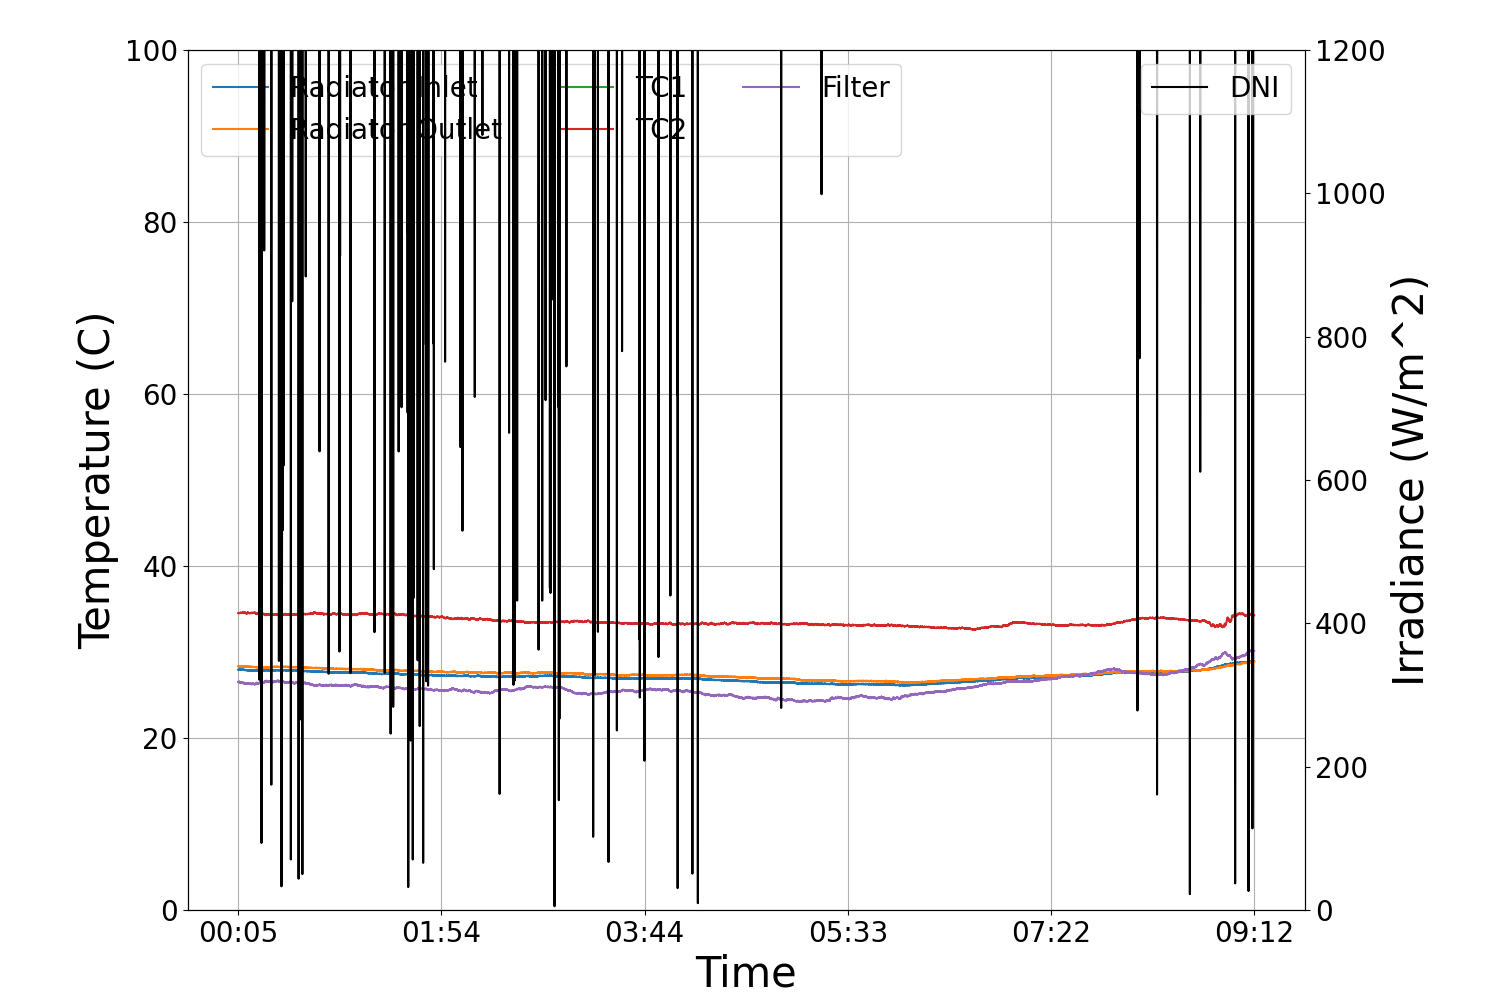 100
80
60
40
20
0
Temperature (C)
Radiator Inlet
Radiator Outlet
TC1
TC2
Filter
DNI
1200
1000
800
600
400
200
0
Irradiance (W/m^2)
00:05 01:54 03:44 05:33 07:22 09:12
Time